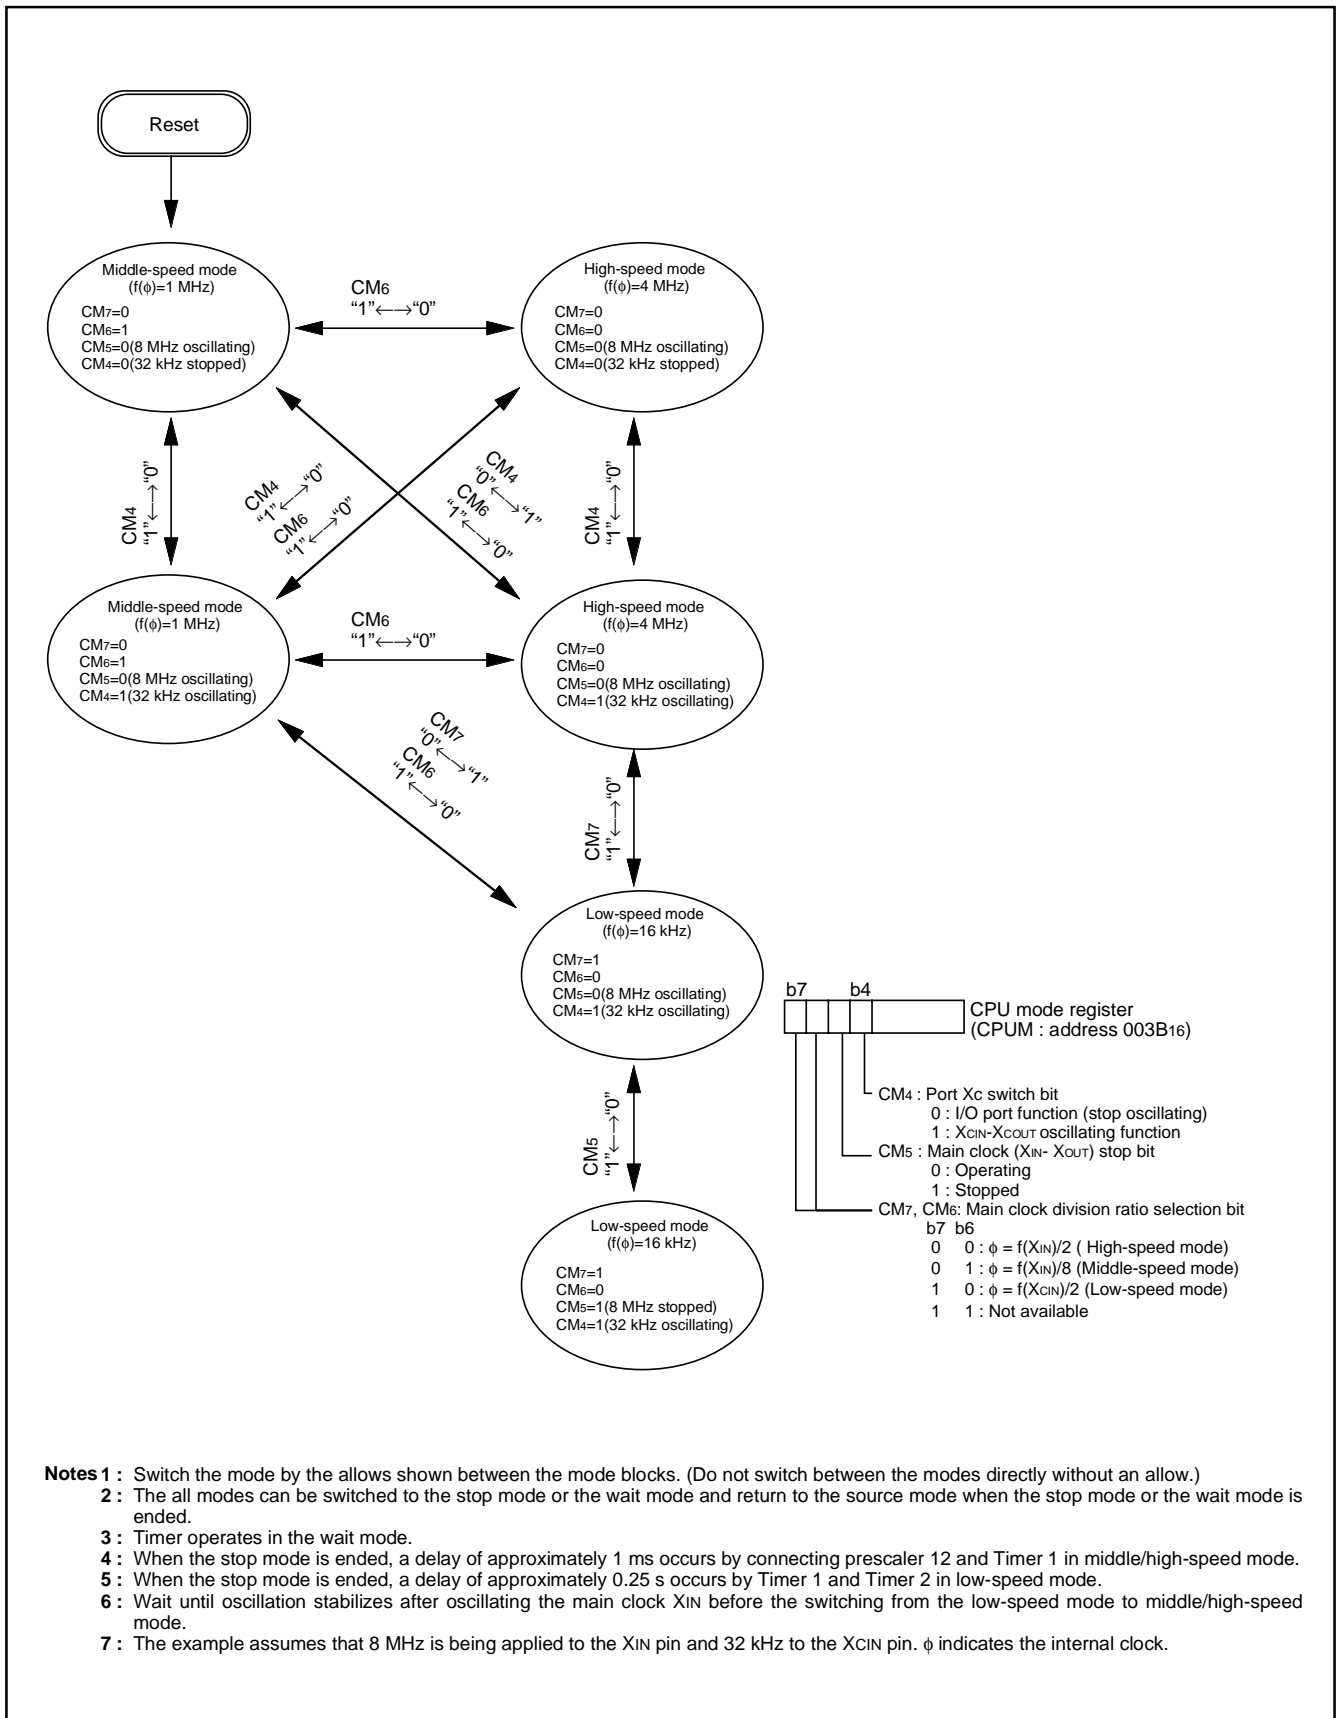 Reset
Middle-speed mode
(f(ϕ)=1 MHz)
CM7=0
CM6=1
CM5=0(8 MHz oscillating)
CM4=0(32 kHz stopped)
CM6
“1”←→“0”
High-speed mode
(f(ϕ)=4 MHz)
CM7=0
CM6=0
CM5=0(8 MHz oscillating)
CM4=0(32 kHz stopped)
CM4
“1”←→“0”
CM4
“1”←→“0”
CM6
“1”←→“0”
CM4
“0”←→“1”
CM6
“1”←→“0”
CM4
“1”←→“0”
Middle-speed mode
(f(ϕ)=1 MHz)
CM7=0
CM6=1
CM5=0(8 MHz oscillating)
CM4=1(32 kHz oscillating)
CM6
“1”←→“0”
High-speed mode
(f(ϕ)=4 MHz)
CM7=0
CM6=0
CM5=0(8 MHz oscillating)
CM4=1(32 kHz oscillating)
CM7
“0”←→“1”
CM6
“1”←→“0”
CM7
“1”←→“0”
Low-speed mode
(f(ϕ)=16 kHz)
CM7=1
CM6=0
CM5=0(8 MHz oscillating)
CM4=1(32 kHz oscillating)
CM5
“1”←→“0”
Low-speed mode
(f(ϕ)=16 kHz)
CM7=1
CM6=0
CM5=1(8 MHz stopped)
CM4=1(32 kHz oscillating)
b7 b4
CPU mode register
(CPUM : address 003B16)
CM4 : Port Xc switch bit
0 : I/O port function (stop oscillating)
1 : XCIN-XCOUT oscillating function
CM5 : Main clock (XIN- XOUT) stop bit
0 : Operating
1 : Stopped
CM7, CM6: Main clock division ratio selection bit
b7 b6
0 0 : ϕ = f(XIN)/2 ( High-speed mode)
0 1 : ϕ = f(XIN)/8 (Middle-speed mode)
1 0 : ϕ = f(XCIN)/2 (Low-speed mode)
1 1 : Not available
Notes 1 : Switch the mode by the allows shown between the mode blocks. (Do not switch between the modes directly without an allow.)
2 : The all modes can be switched to the stop mode or the wait mode and return to the source mode when the stop mode or the wait mode is
ended.
3 : Timer operates in the wait mode.
4 : When the stop mode is ended, a delay of approximately 1 ms occurs by connecting prescaler 12 and Timer 1 in middle/high-speed mode.
5 : When the stop mode is ended, a delay of approximately 0.25 s occurs by Timer 1 and Timer 2 in low-speed mode.
6 : Wait until oscillation stabilizes after oscillating the main clock XIN before the switching from the low-speed mode to middle/high-speed
mode.
7 : The example assumes that 8 MHz is being applied to the XIN pin and 32 kHz to the XCIN pin. ϕ indicates the internal clock.